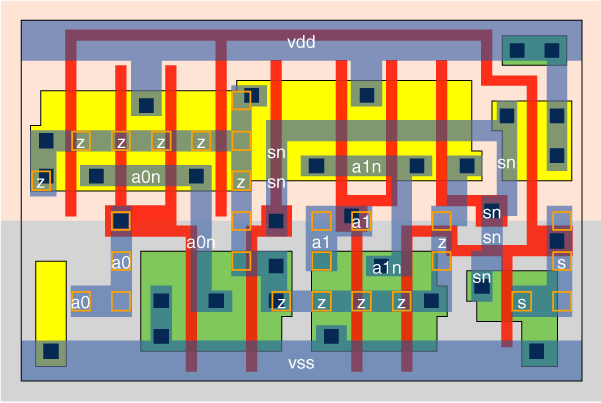 vdd
z z z z
sn
sn
z a0n a1n z
sn
a0n a1 sn
a1 z sn
a0 a1n s
sn
a0 z z z z s
vss